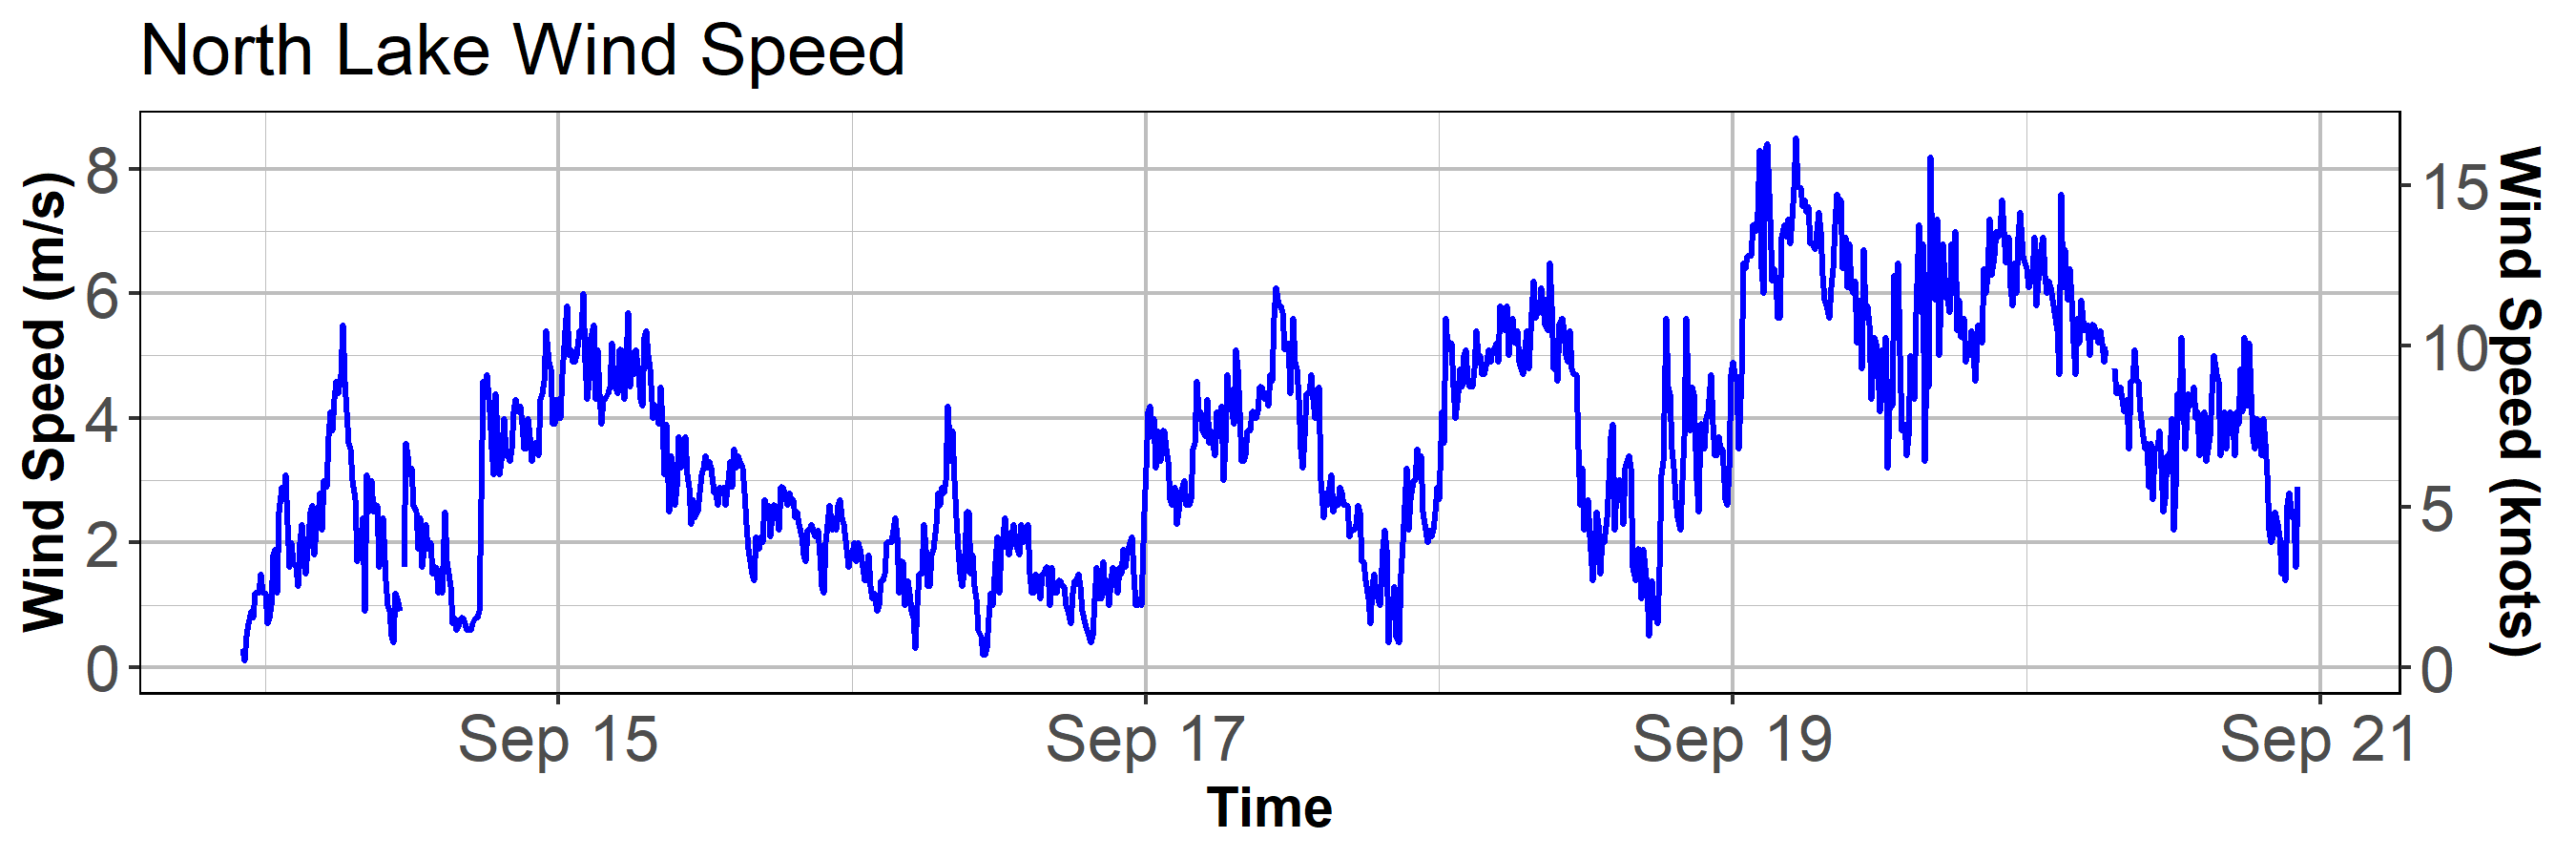 North Lake Wind Speed
Wind Speed (m/s)
8
6
4
2
0
15
10
5
0
Wind Speed (knots)
Sep 15 Sep 17 Sep 19 Sep 21
Time